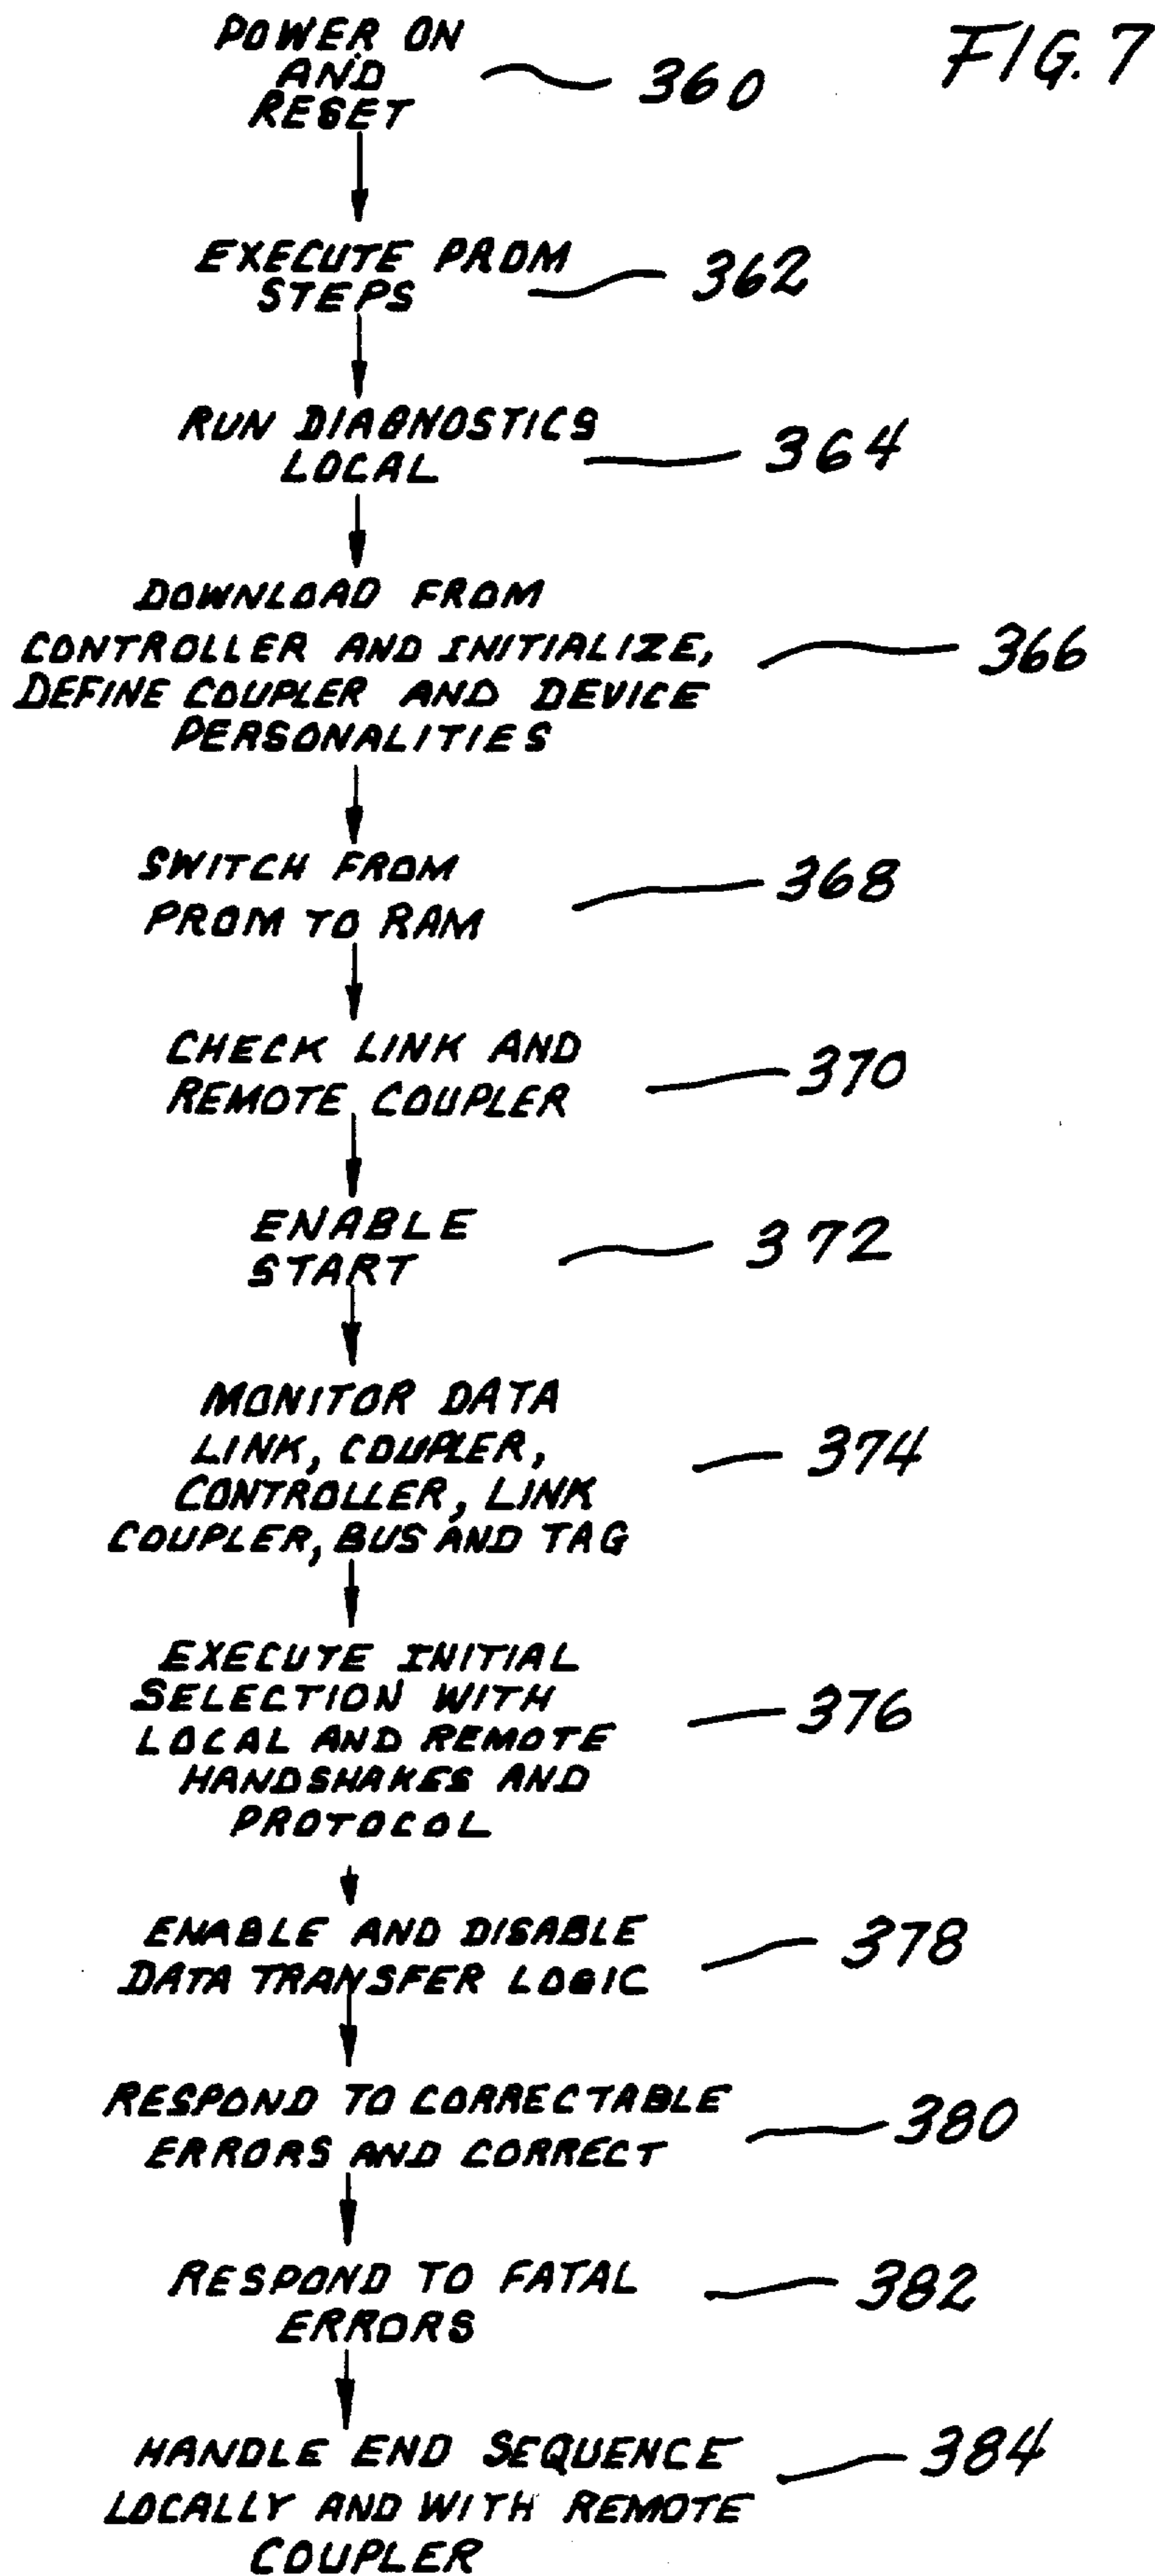 FIG. 7
POWER ON
AND
RESET
360
EXECUTE PROM
STEPS
362
RUN DIAGNOSTICS
LOCAL
364
DOWNLOAD FROM
CONTROLLER AND INITIALIZE,
DEFINE COUPLER AND DEVICE
PERSONALITIES
366
SWITCH FROM
PROM TO RAM
368
CHECK LINK AND
REMOTE COUPLER
370
ENABLE
START
372
MONITOR DATA
LINK, COUPLER,
CONTROLLER, LINK
COUPLER, BUS AND TAG
374
EXECUTE INITIAL
SELECTION WITH
LOCAL AND REMOTE
HANDSHAKES AND
PROTOCOL
376
ENABLE AND DISABLE
DATA TRANSFER LOGIC
378
RESPOND TO CORRECTABLE
ERRORS AND CORRECT
380
RESPOND TO FATAL
ERRORS
382
HANDLE END SEQUENCE
LOCALLY AND WITH REMOTE
COUPLER
384